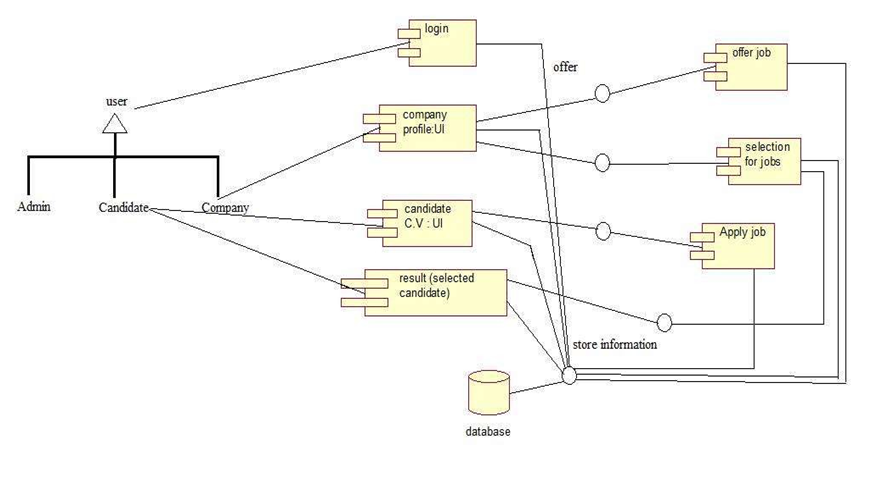 login
offer job
offer
user
company
profile:UI
selection
for jobs
Admin
Candidate
Company
candidate
C.V : UI
Apply job
result (selected
candidate)
store information
database